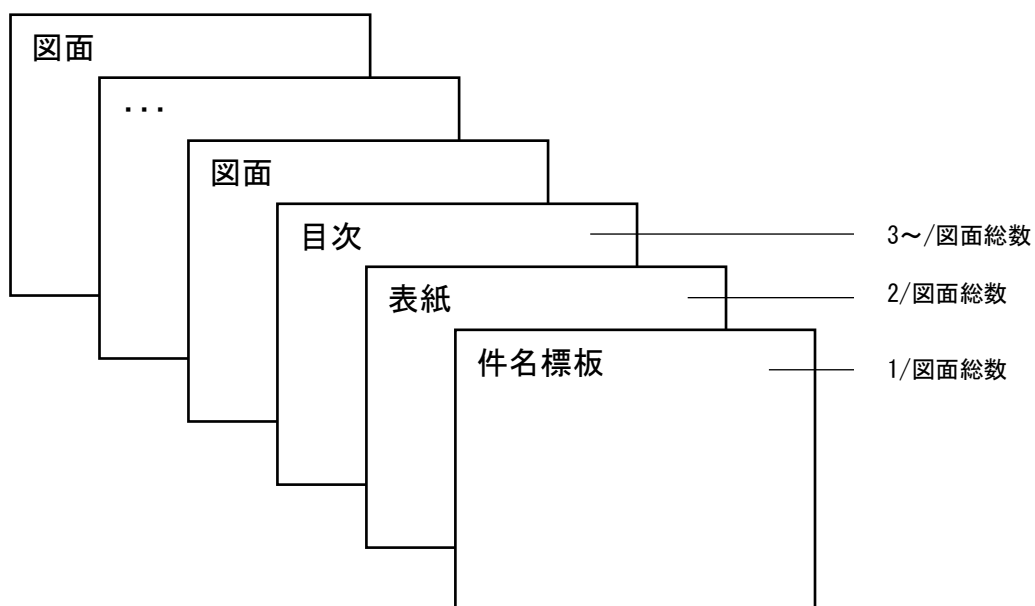 図面
・・・
図面
目次
3～/図面総数
表紙
2/図面総数
件名標板
1/図面総数